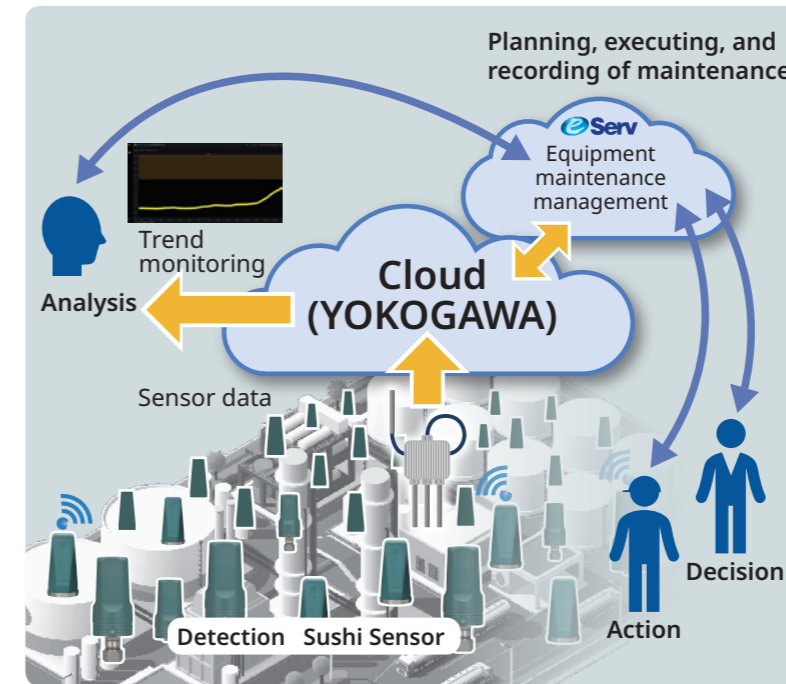 Planning, executing, and
recording of maintenance
eServ
Equipment
maintenance
management
Trend
monitoring
Analysis
Cloud
(YOKOGAWA)
Sensor data
Detection Sushi Sensor
Decision
Action